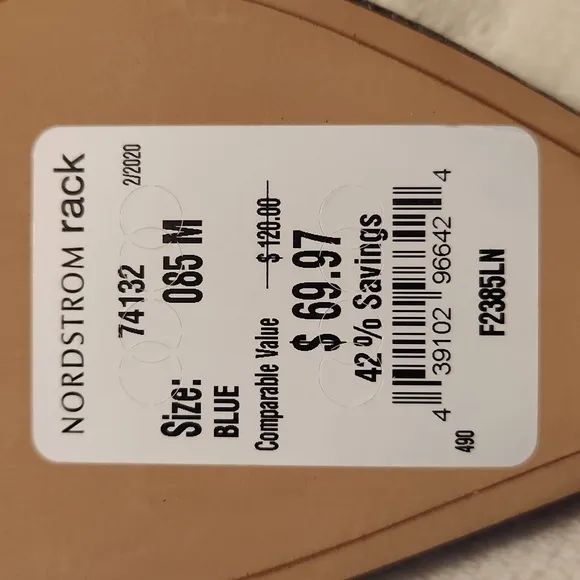 NORDSTROM rack
74132 2/2020
Size: 085 M
BLUE
Comparable Value $ 120.00
$ 69.97
42 % Savings
4 39102 96642 4
490 F2385LN